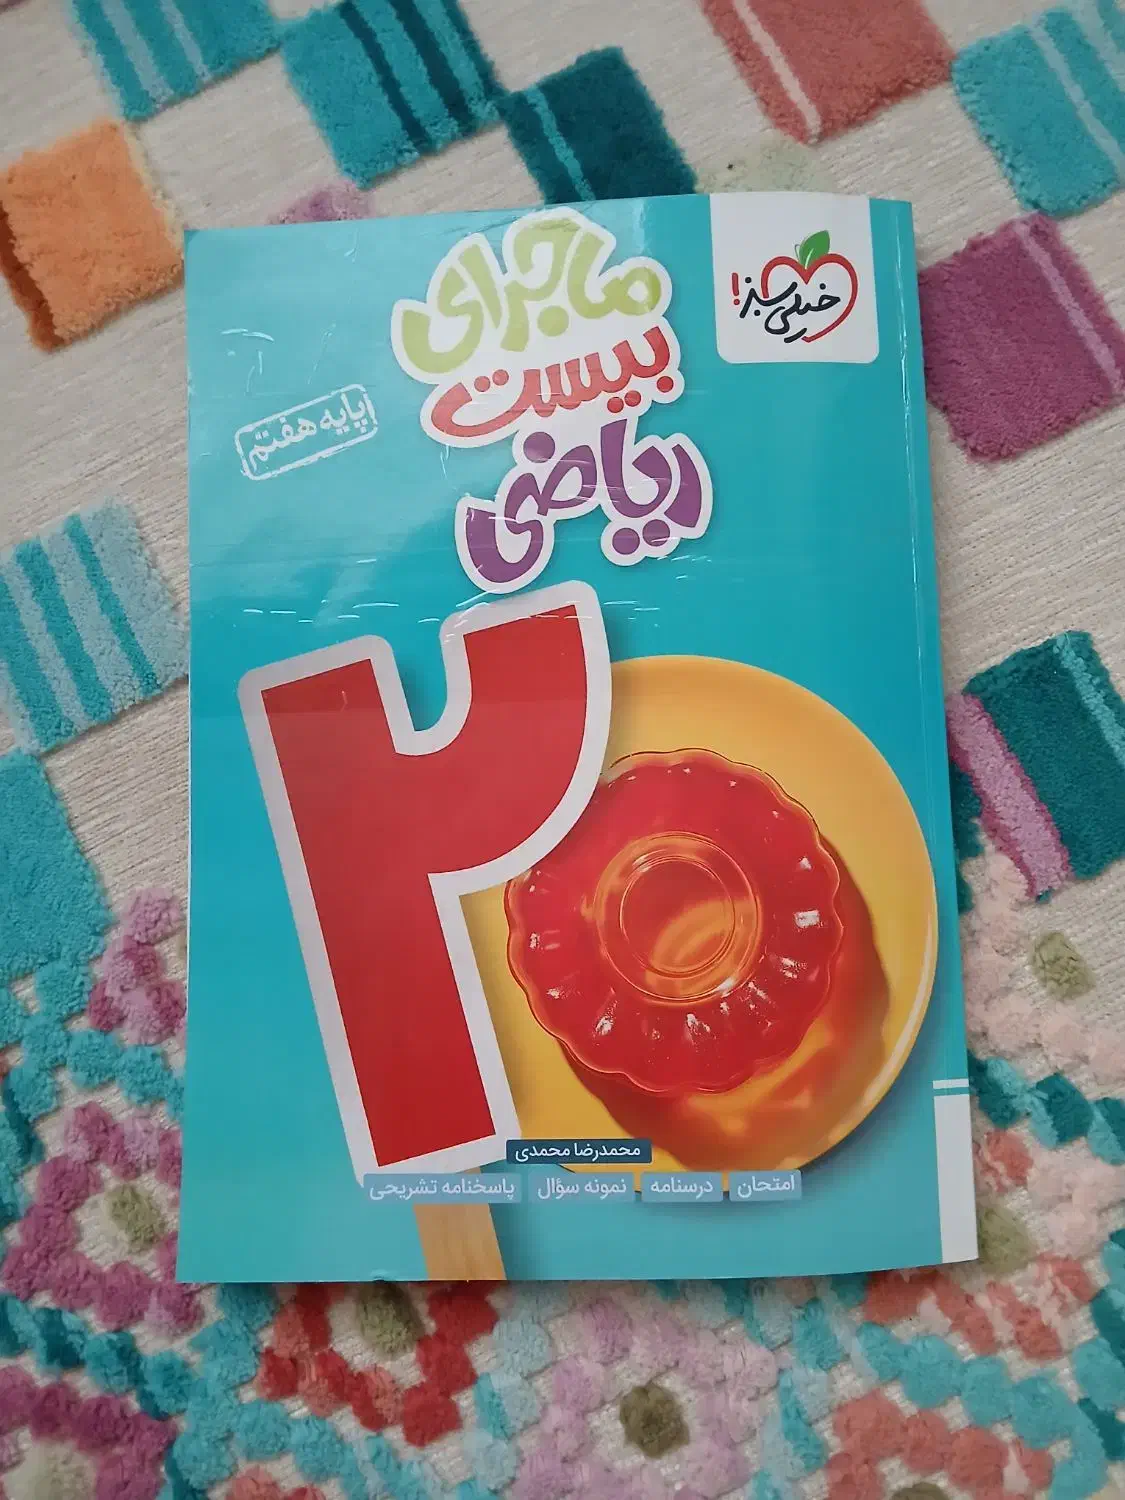 خیلی سبز!
ماجرای
بیست
ریاضی
پایه هفتم
۲۰
محمدرضا محمدی
امتحان درسنامه نمونه سؤال پاسخنامه تشریحی